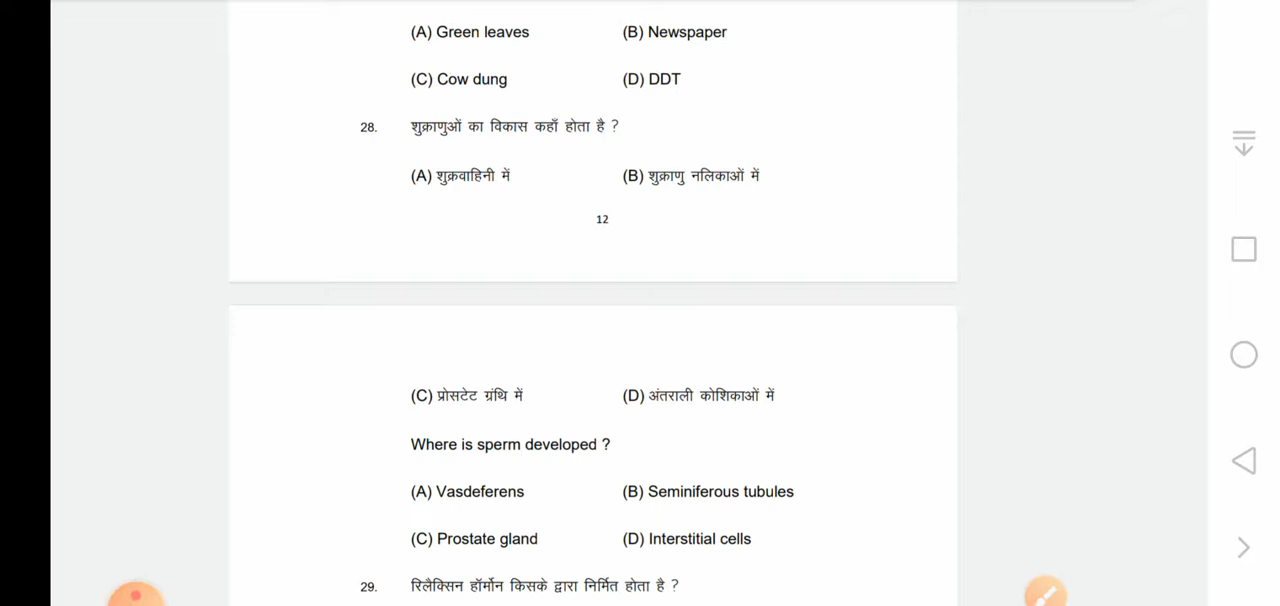 (A) Green leaves (B) Newspaper
(C) Cow dung (D) DDT
28. शुक्राणुओं का विकास कहाँ होता है ?
(A) शुक्रवाहिनी में (B) शुक्राणु नलिकाओं में
12
(C) प्रोसटेट ग्रंथि में (D) अंतराली कोशिकाओं में
Where is sperm developed ?
(A) Vasdeferens (B) Seminiferous tubules
(C) Prostate gland (D) Interstitial cells
29. रिलैक्सिन हॉर्मोन किसके द्वारा निर्मित होता है ?